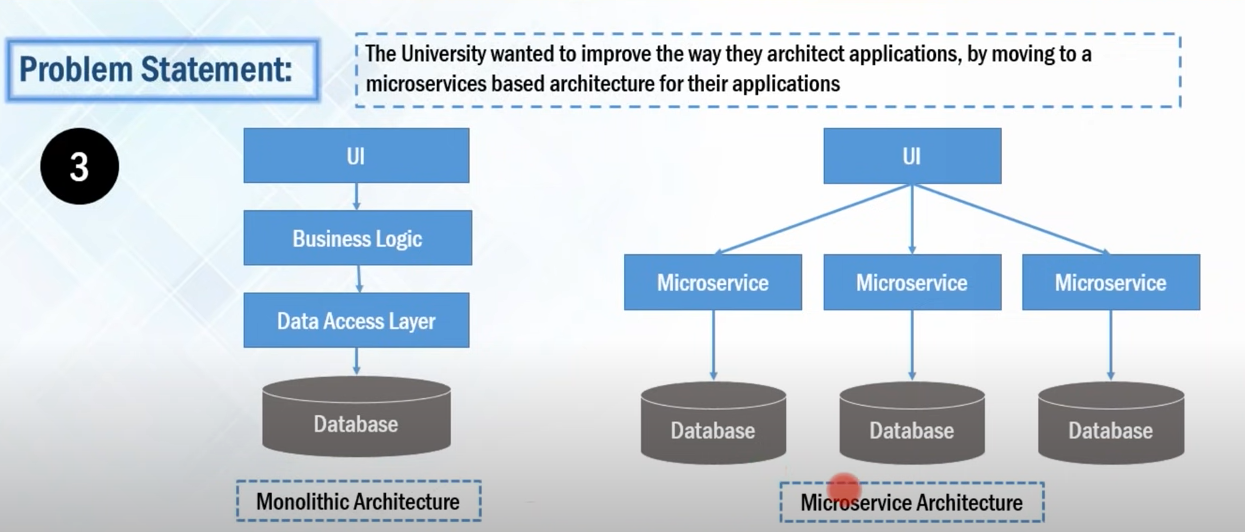 Problem Statement:
The University wanted to improve the way they architect applications, by moving to a
microservices based architecture for their applications
3
UI
Business Logic
Data Access Layer
Database
Monolithic Architecture
UI
Microservice
Microservice
Microservice
Database
Database
Database
Microservice Architecture